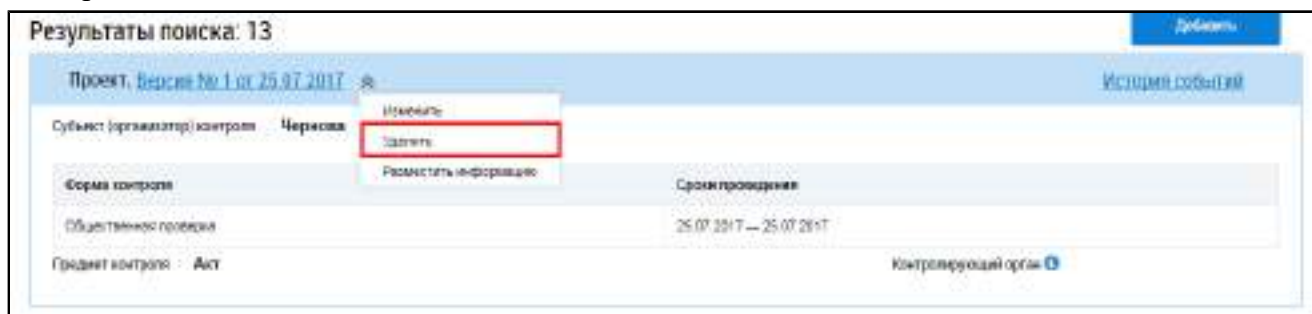 Результаты поиска: 13
Добавить
Проект, Версия № 1 от 25.07.2017
История событий
Изменить
Субъект (организатор) контроля Чернова
Удалить
Разместить информацию
Форма контроля Сроки проведения
Общественная проверка 25.07.2017 — 25.07.2017
Предмет контроля Акт Контролирующий орган